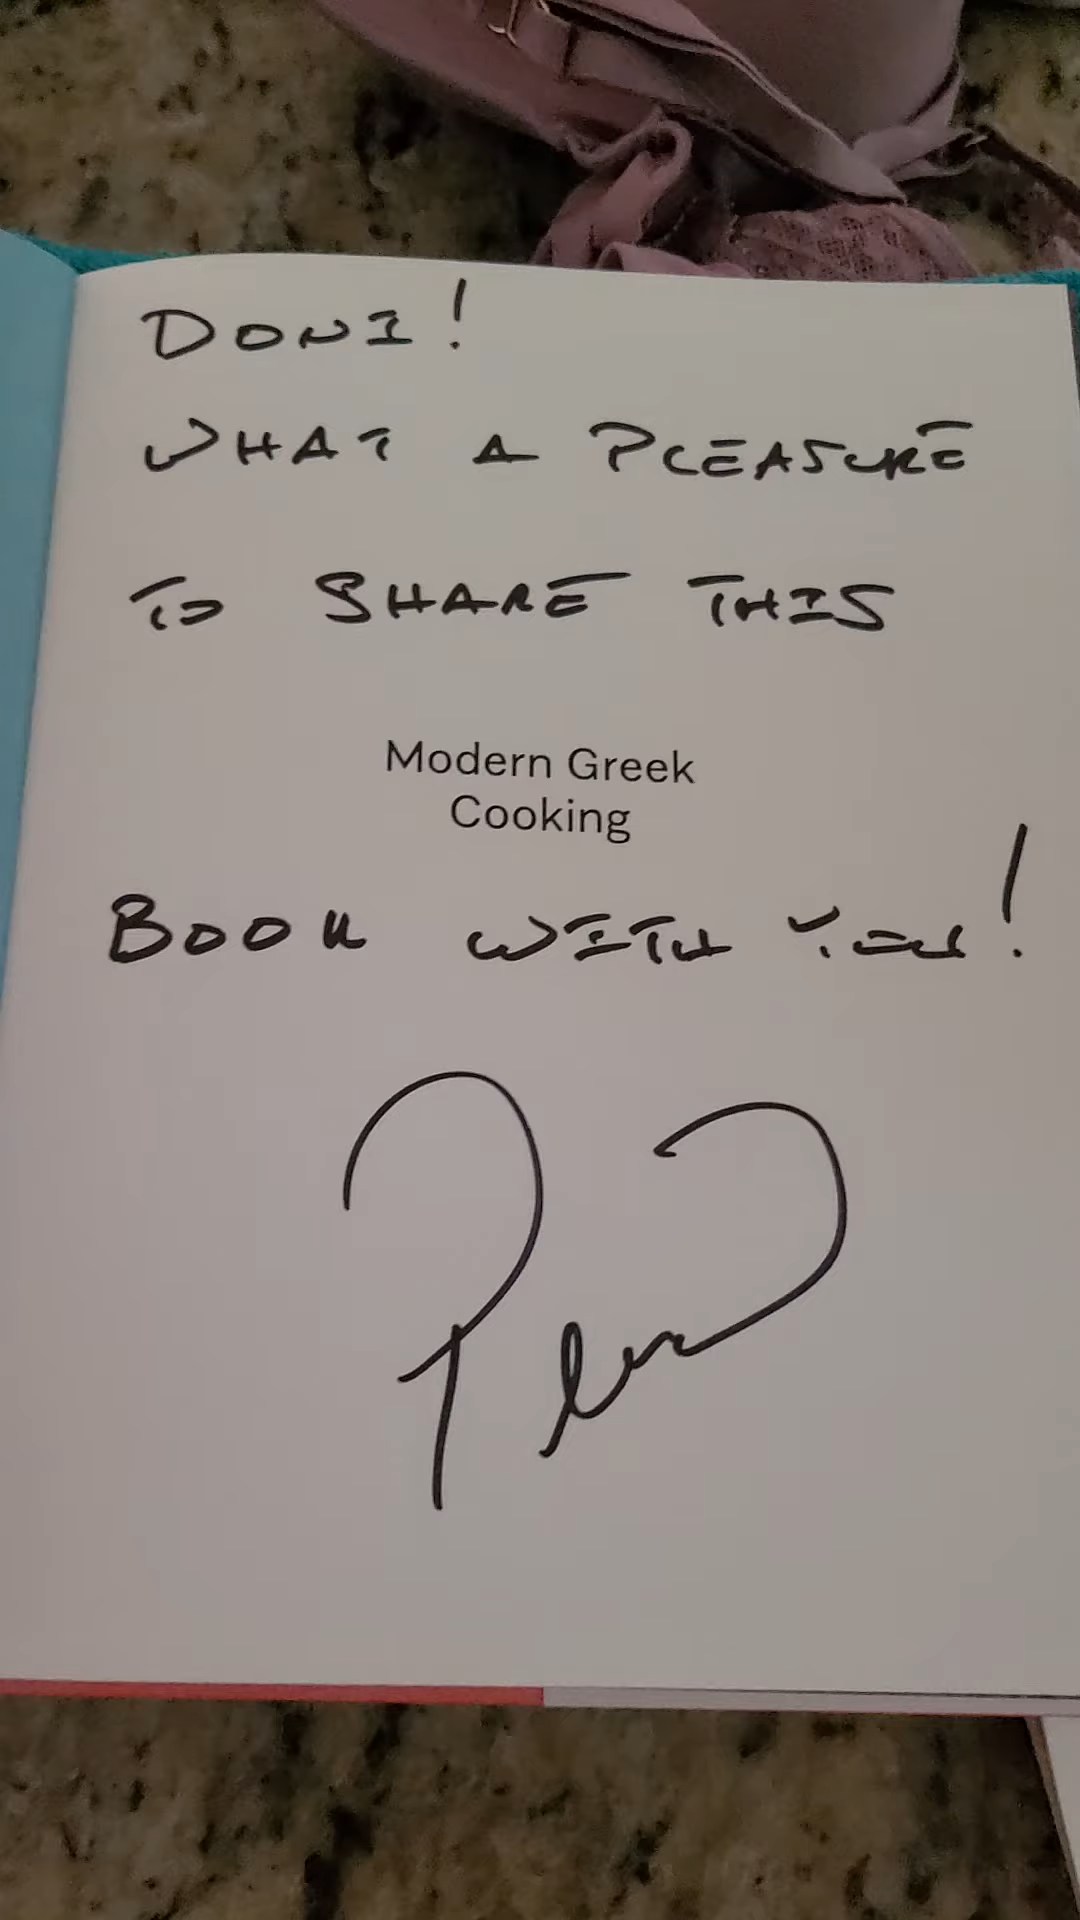 DONI!
WHAT A PLEASURE
TO SHARE THIS
Modern Greek
Cooking
BOOK WITH YOU!